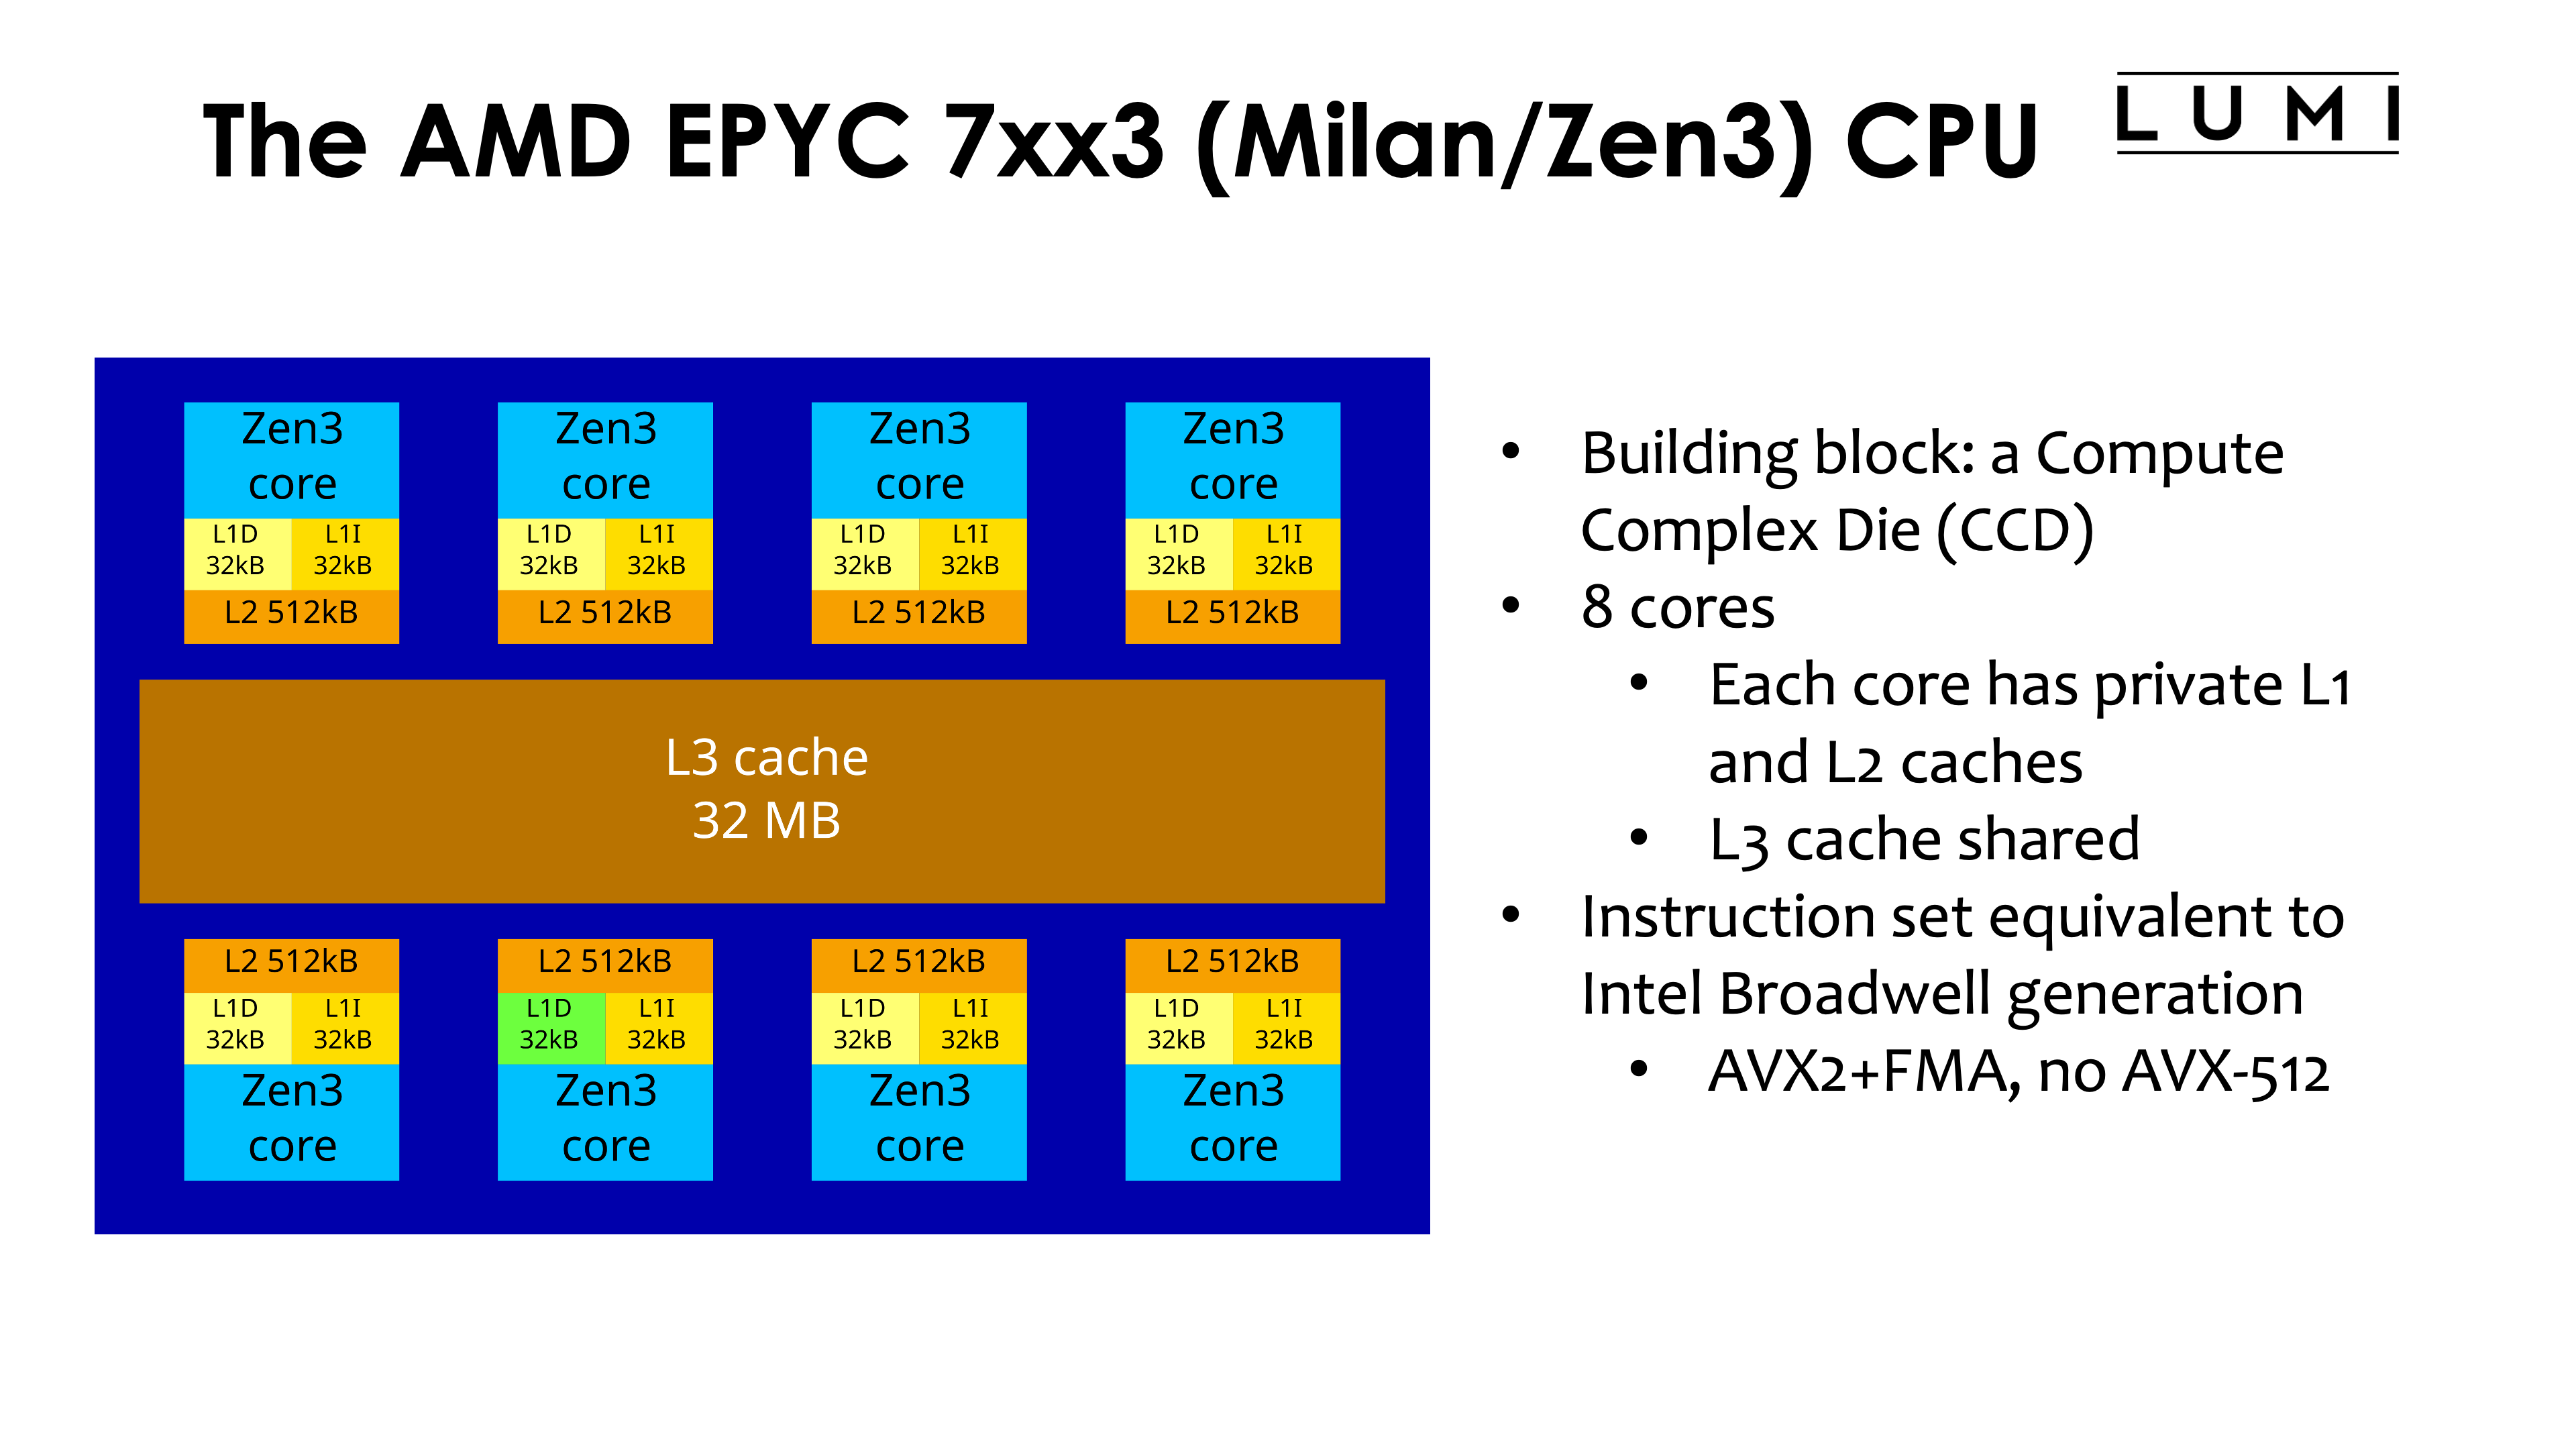 The AMD EPYC 7xx3 (Milan/Zen3) CPU
LUMI
Zen3 Zen3 Zen3 Zen3
core core core core
L1D L1I L1D L1I L1D L1I L1D L1I
32kB 32kB 32kB 32kB 32kB 32kB 32kB 32kB
L2 512kB L2 512kB L2 512kB L2 512kB
L3 cache
32 MB
L2 512kB L2 512kB L2 512kB L2 512kB
L1D L1I L1D L1I L1D L1I L1D L1I
32kB 32kB 32kB 32kB 32kB 32kB 32kB 32kB
Zen3 Zen3 Zen3 Zen3
core core core core
• Building block: a Compute
Complex Die (CCD)
• 8 cores
• Each core has private L1
and L2 caches
• L3 cache shared
• Instruction set equivalent to
Intel Broadwell generation
• AVX2+FMA, no AVX-512